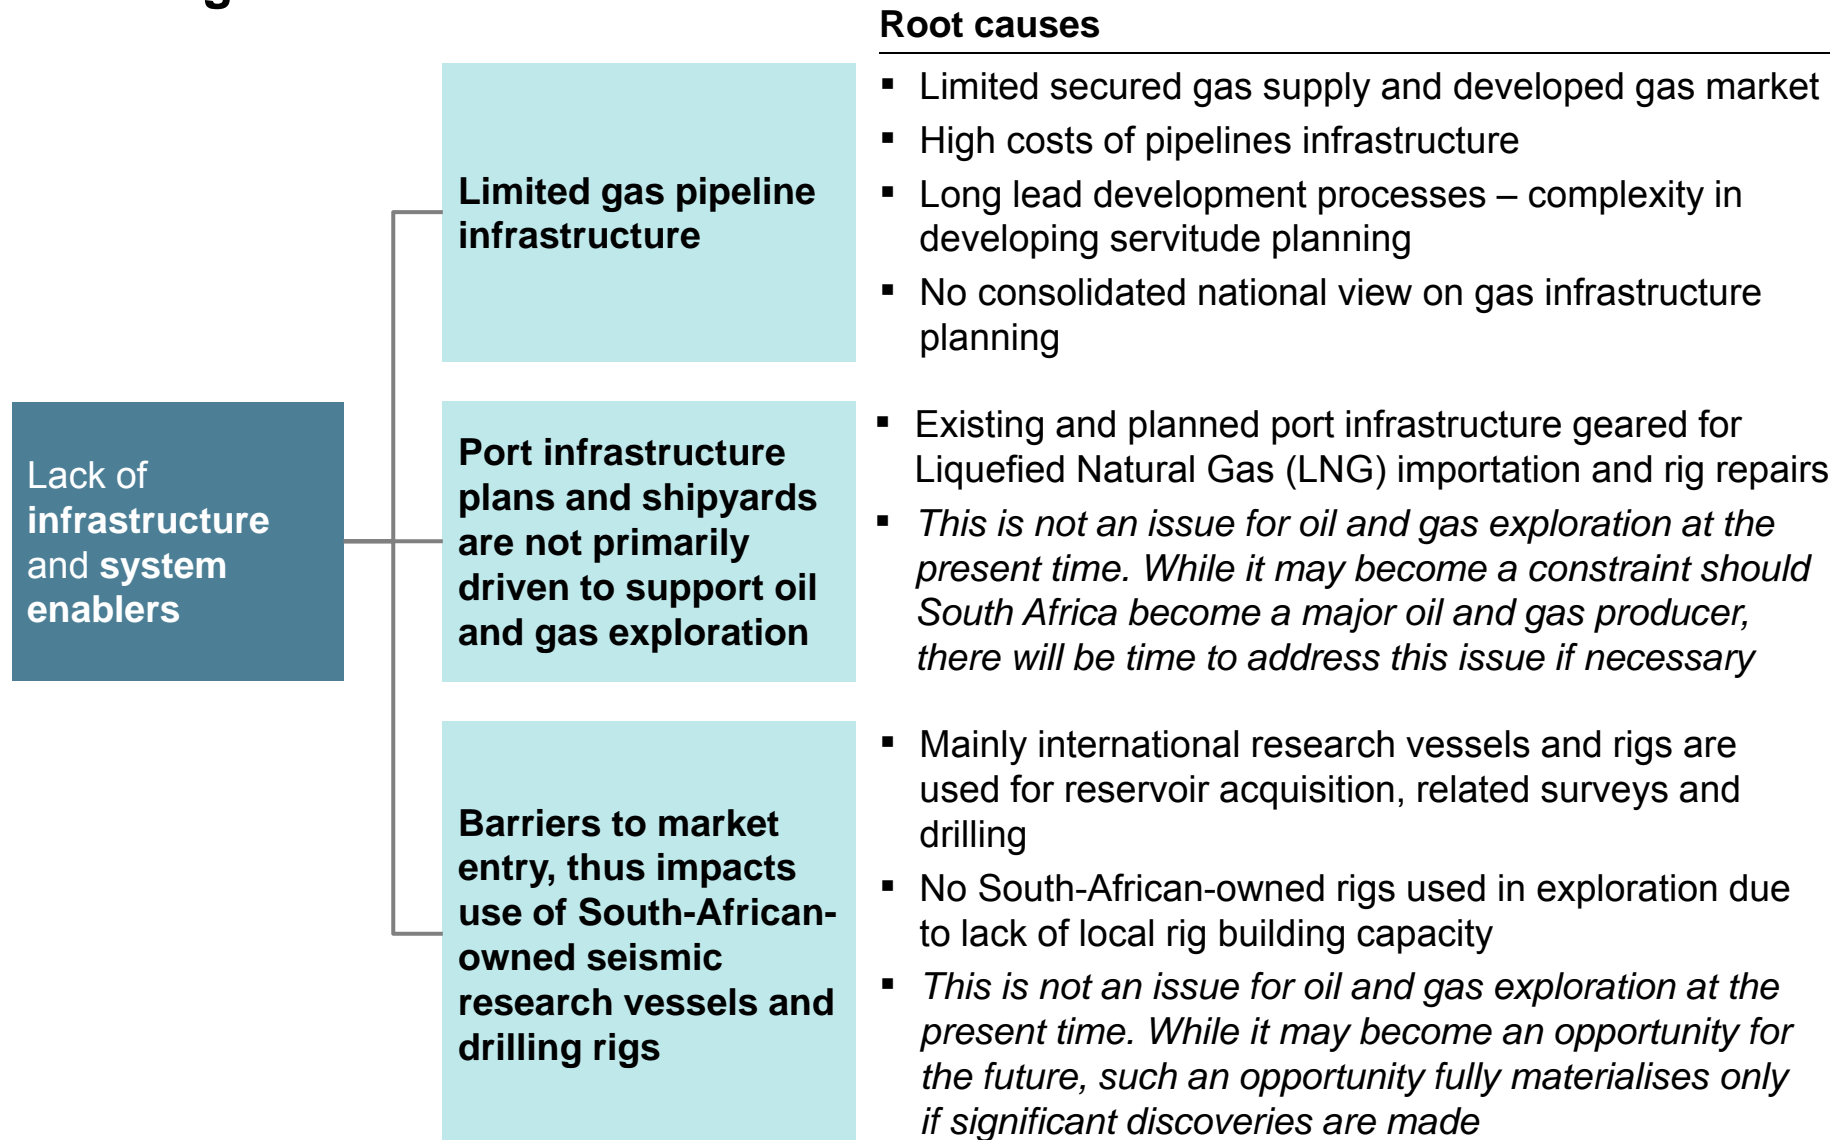 Root causes
Lack of
infrastructure
and system
enablers
Limited gas pipeline
infrastructure
▪ Limited secured gas supply and developed gas market
▪ High costs of pipelines infrastructure
▪ Long lead development processes – complexity in
developing servitude planning
▪ No consolidated national view on gas infrastructure
planning
Port infrastructure
plans and shipyards
are not primarily
driven to support oil
and gas exploration
▪ Existing and planned port infrastructure geared for
Liquefied Natural Gas (LNG) importation and rig repairs
▪ This is not an issue for oil and gas exploration at the
present time. While it may become a constraint should
South Africa become a major oil and gas producer,
there will be time to address this issue if necessary
Barriers to market
entry, thus impacts
use of South-African-
owned seismic
research vessels and
drilling rigs
▪ Mainly international research vessels and rigs are
used for reservoir acquisition, related surveys and
drilling
▪ No South-African-owned rigs used in exploration due
to lack of local rig building capacity
▪ This is not an issue for oil and gas exploration at the
present time. While it may become an opportunity for
the future, such an opportunity fully materialises only
if significant discoveries are made